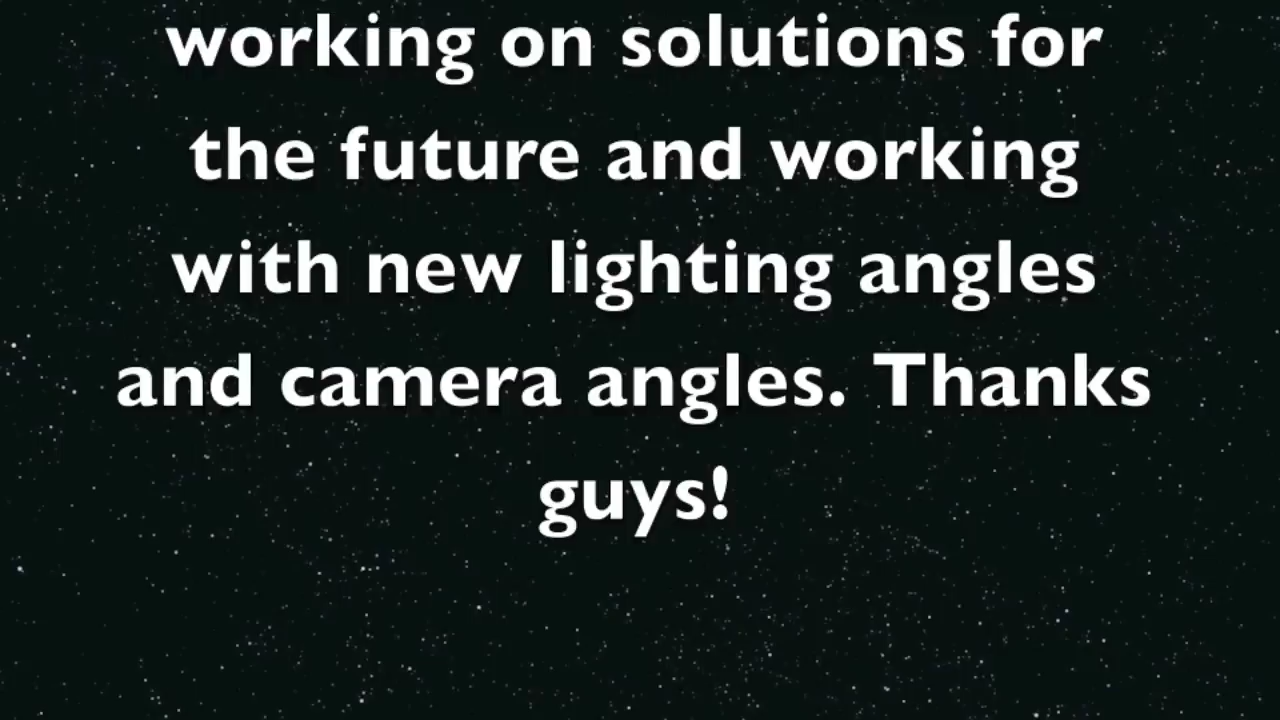 working on solutions for
the future and working
with new lighting angles
and camera angles. Thanks
guys!